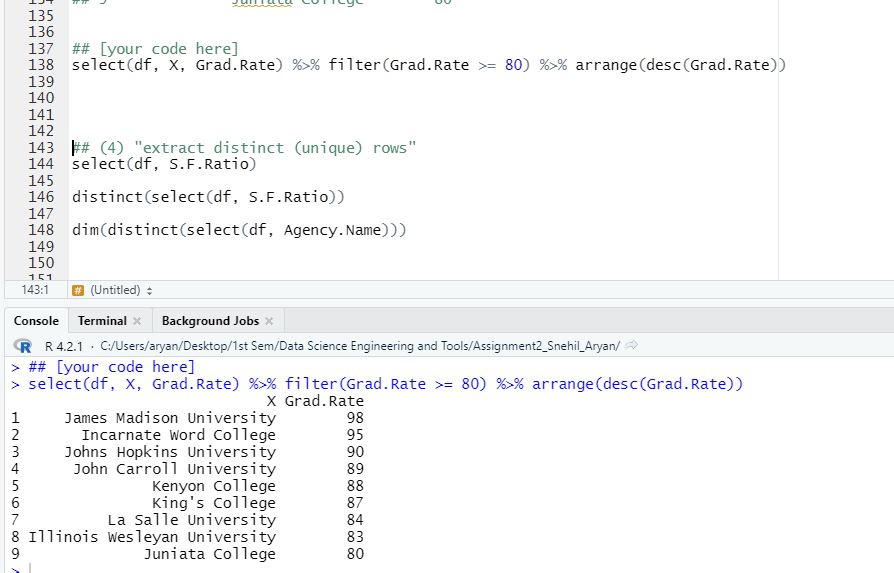 134 ## 9 Juniata College 80
135
136
137 ## [your code here]
138 select(df, X, Grad.Rate) %>% filter(Grad.Rate >= 80) %>% arrange(desc(Grad.Rate))
139
140
141
142
143 ## (4) "extract distinct (unique) rows"
144 select(df, S.F.Ratio)
145
146 distinct(select(df, S.F.Ratio))
147
148 dim(distinct(select(df, Agency.Name)))
149
150
151
143:1 # (Untitled)
Console Terminal Background Jobs
R R 4.2.1 · C:/Users/aryan/Desktop/1st Sem/Data Science Engineering and Tools/Assignment2_Snehil_Aryan/
> ## [your code here]
> select(df, X, Grad.Rate) %>% filter(Grad.Rate >= 80) %>% arrange(desc(Grad.Rate))
X Grad.Rate
1 James Madison University 98
2 Incarnate Word College 95
3 Johns Hopkins University 90
4 John Carroll University 89
5 Kenyon College 88
6 King's College 87
7 La Salle University 84
8 Illinois Wesleyan University 83
9 Juniata College 80
>